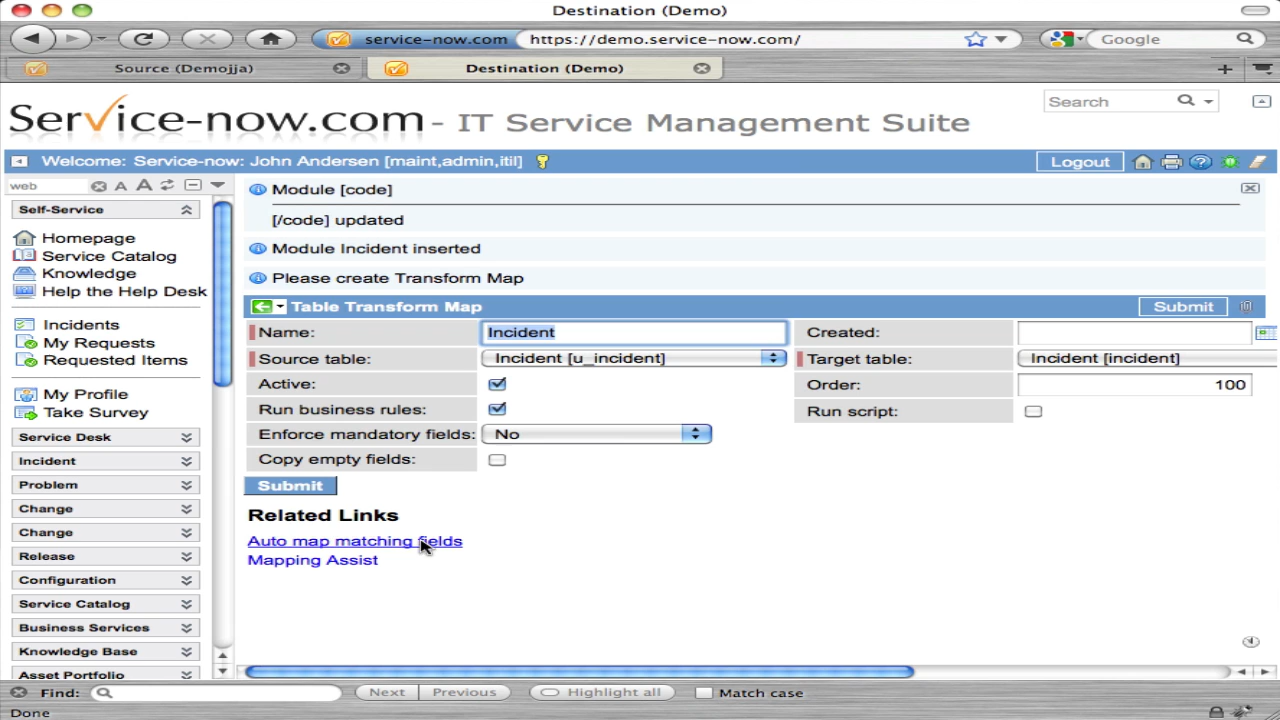 Destination (Demo)
service-now.com https://demo.service-now.com/ Google
Source (Demojja) Destination (Demo)
Service-now.com - IT Service Management Suite
Search
Welcome: Service-now: John Andersen [maint,admin,itil] Logout
web A A
Self-Service
Homepage
Service Catalog
Knowledge
Help the Help Desk
Incidents
My Requests
Requested Items
My Profile
Take Survey
Service Desk
Incident
Problem
Change
Change
Release
Configuration
Service Catalog
Business Services
Knowledge Base
Asset Portfolio
Module [code]
[/code] updated
Module Incident inserted
Please create Transform Map
Table Transform Map Submit
Name: Incident Created:
Source table: Incident [u_incident] Target table: Incident [incident]
Active: Order: 100
Run business rules: Run script:
Enforce mandatory fields: No
Copy empty fields:
Submit
Related Links
Auto map matching fields
Mapping Assist
Find: Next Previous Highlight all Match case
Done